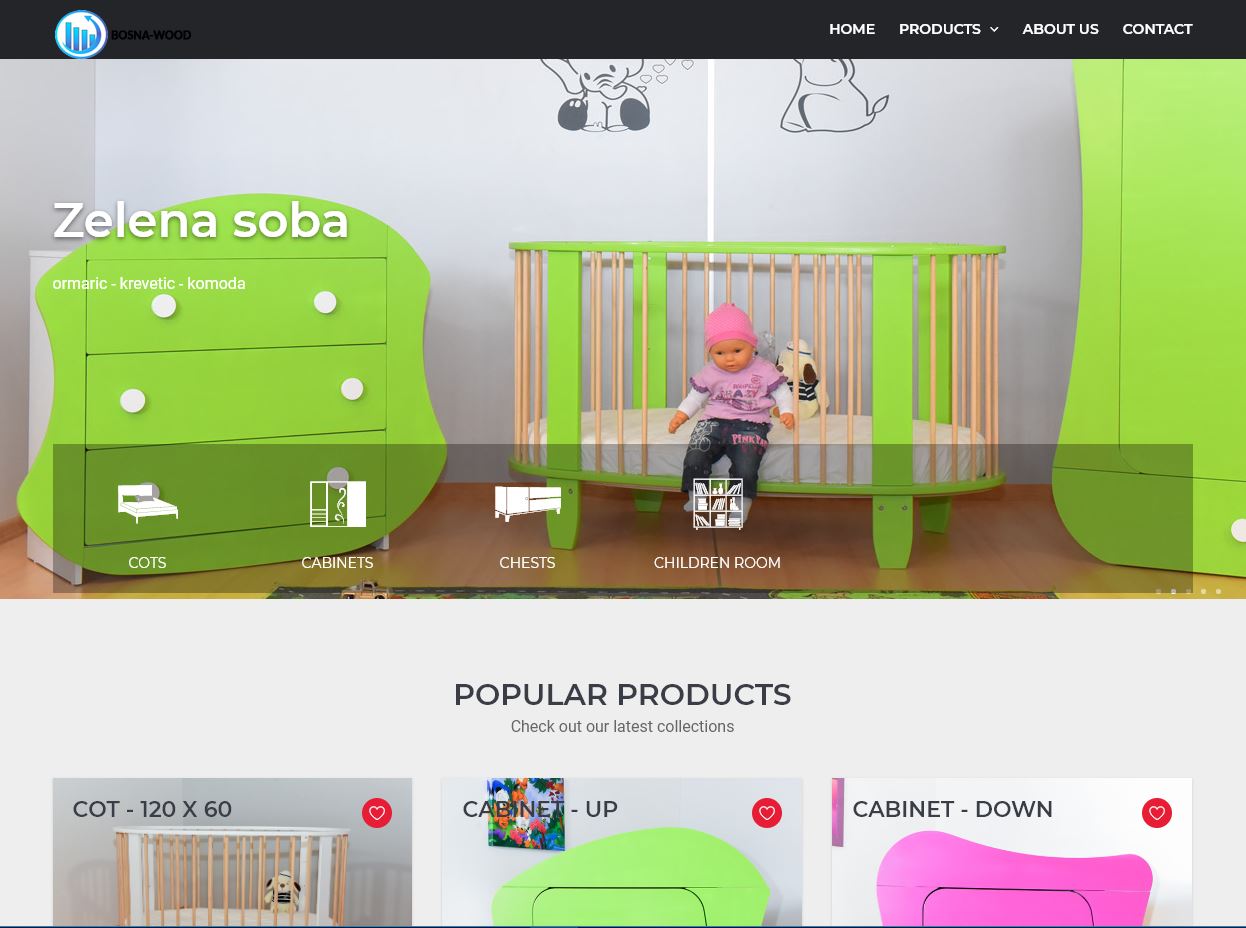 BOSNA-WOOD
HOME PRODUCTS ABOUT US CONTACT
Zelena soba
ormaric - krevetic - komoda
COTS CABINETS CHESTS CHILDREN ROOM
POPULAR PRODUCTS
Check out our latest collections
COT - 120 X 60 CABINET - UP CABINET - DOWN